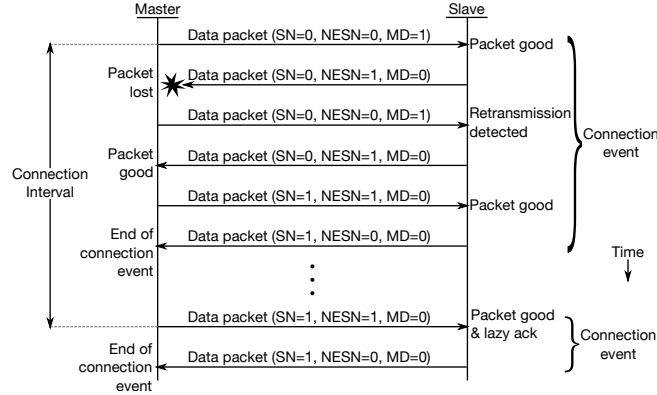 Master
Slave
Data packet (SN=0, NESN=0, MD=1)
Packet good
Packet
lost
Data packet (SN=0, NESN=1, MD=0)
Data packet (SN=0, NESN=0, MD=1)
Retransmission
detected
Connection
event
Packet
good
Data packet (SN=0, NESN=1, MD=0)
Connection
Interval
Data packet (SN=1, NESN=1, MD=0)
Packet good
End of
connection
event
Data packet (SN=1, NESN=0, MD=0)
Time
Data packet (SN=1, NESN=1, MD=0)
Packet good
& lazy ack
Connection
event
End of
connection
event
Data packet (SN=1, NESN=0, MD=0)